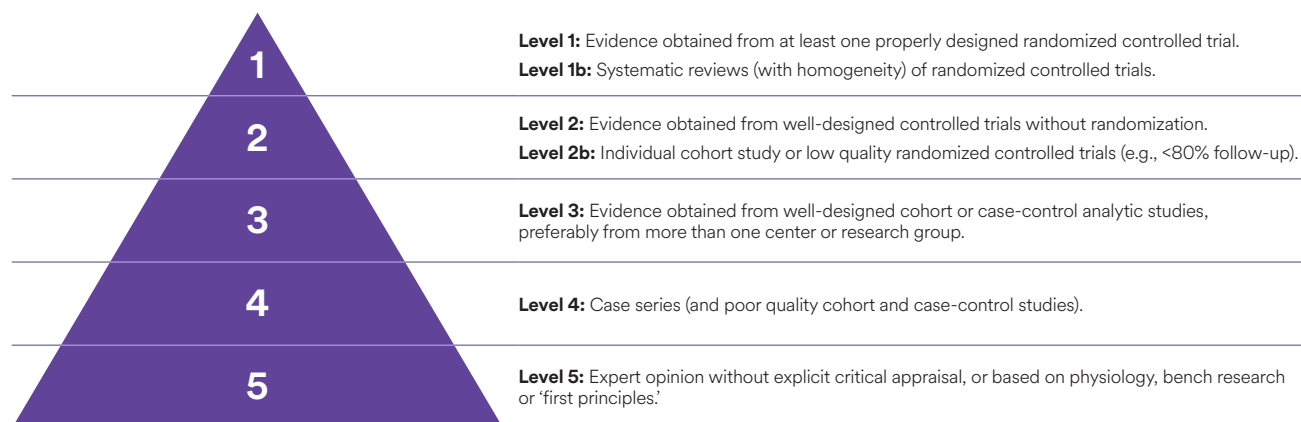 1
Level 1: Evidence obtained from at least one properly designed randomized controlled trial.
Level 1b: Systematic reviews (with homogeneity) of randomized controlled trials.
2
Level 2: Evidence obtained from well-designed controlled trials without randomization.
Level 2b: Individual cohort study or low quality randomized controlled trials (e.g., <80% follow-up).
3
Level 3: Evidence obtained from well-designed cohort or case-control analytic studies,
preferably from more than one center or research group.
4
Level 4: Case series (and poor quality cohort and case-control studies).
5
Level 5: Expert opinion without explicit critical appraisal, or based on physiology, bench research
or ‘first principles.’